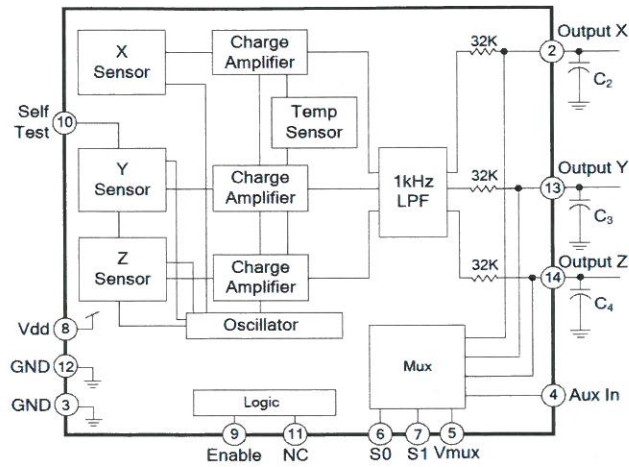 X
Sensor
Charge
Amplifier
32K
2
Output X
C2
Temp
Sensor
Self
Test
10
Y
Sensor
Charge
Amplifier
1kHz
LPF
32K
13
Output Y
C3
Z
Sensor
Charge
Amplifier
32K
14
Output Z
C4
Oscillator
Vdd
8
GND
12
GND
3
Mux
4
Aux In
Logic
9
11
6
7
5
Enable
NC
S0
S1
Vmux